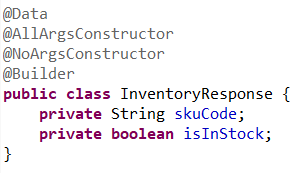 @Data
@AllArgsConstructor
@NoArgsConstructor
@Builder
public class InventoryResponse {
    private String skuCode;
    private boolean isInStock;
}